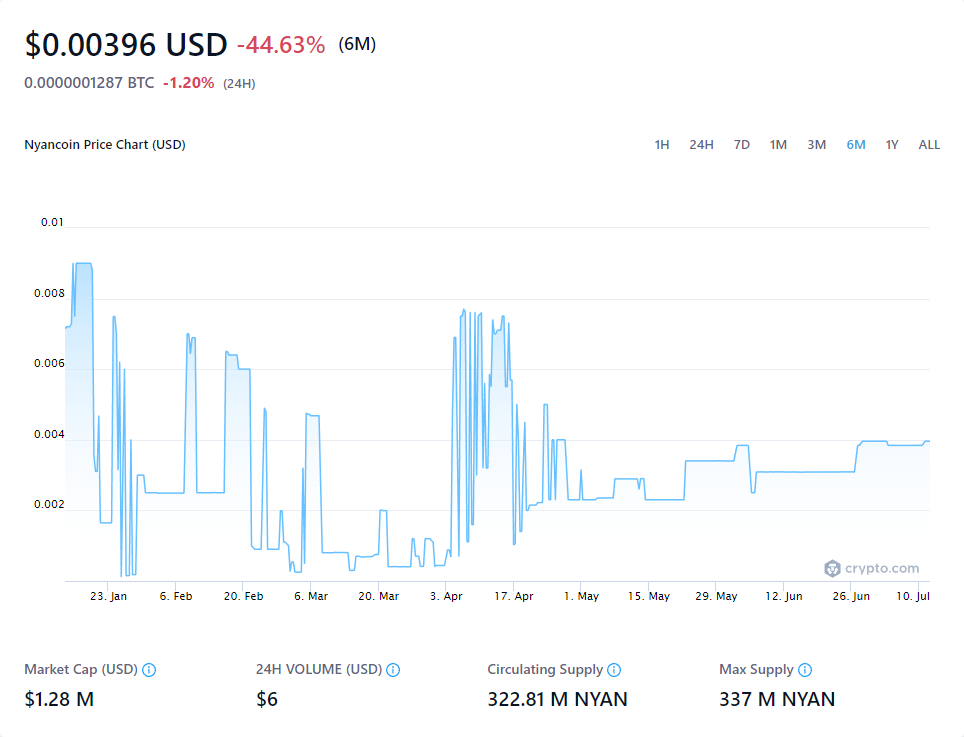 $0.00396 USD -44.63% (6M)
0.0000001287 BTC -1.20% (24H)
Nyancoin Price Chart (USD) 1H 24H 7D 1M 3M 6M 1Y ALL
0.01
0.008
0.006
0.004
0.002
crypto.com
23. Jan 6. Feb 20. Feb 6. Mar 20. Mar 3. Apr 17. Apr 1. May 15. May 29. May 12. Jun 26. Jun 10. Jul
Market Cap (USD) 24H VOLUME (USD) Circulating Supply Max Supply
$1.28 M $6 322.81 M NYAN 337 M NYAN